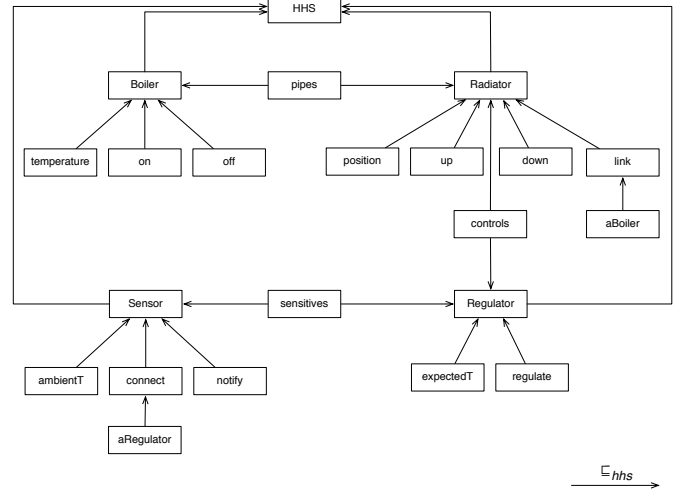 HHS
Boiler
pipes
Radiator
temperature
on
off
position
up
down
link
controls
aBoiler
Sensor
sensitives
Regulator
ambientT
connect
notify
expectedT
regulate
aRegulator
⊑hhs